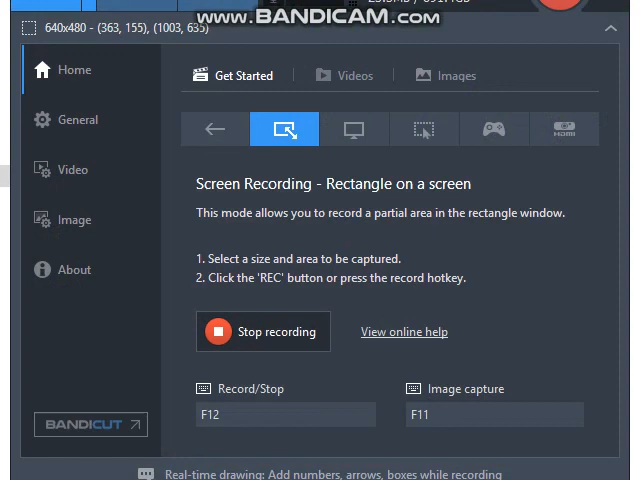 www.BANDICAM.com
640x480 - (363, 155), (1003, 635)
Home
General
Video
Image
About
BANDICUT
Get Started
Videos
Images
HDMI
Screen Recording - Rectangle on a screen
This mode allows you to record a partial area in the rectangle window.
1. Select a size and area to be captured.
2. Click the 'REC' button or press the record hotkey.
Stop recording
View online help
Record/Stop
Image capture
F12
F11
Real-time drawing: Add numbers, arrows, boxes while recording